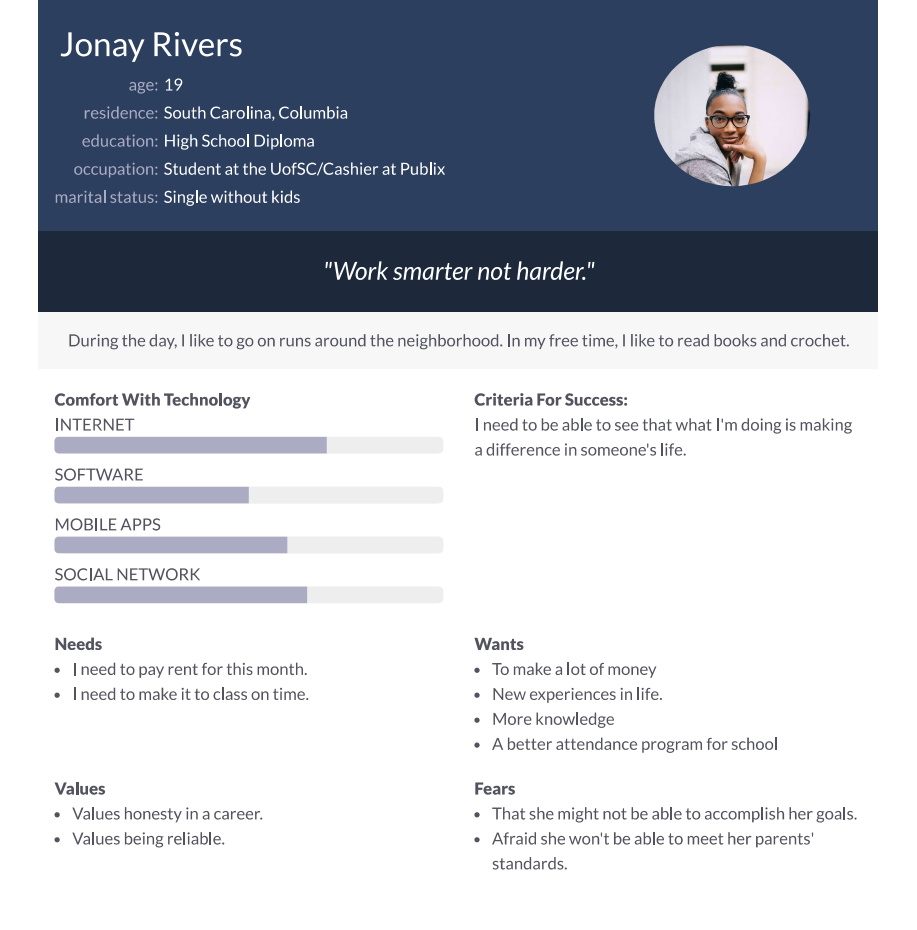 Jonay Rivers
age: 19
residence: South Carolina, Columbia
education: High School Diploma
occupation: Student at the UofSC/Cashier at Publix
marital status: Single without kids
"Work smarter not harder."
During the day, I like to go on runs around the neighborhood. In my free time, I like to read books and crochet.
Comfort With Technology
INTERNET
SOFTWARE
MOBILE APPS
SOCIAL NETWORK
Criteria For Success:
I need to be able to see that what I'm doing is making
a difference in someone's life.
Needs
• I need to pay rent for this month.
• I need to make it to class on time.
Wants
• To make a lot of money
• New experiences in life.
• More knowledge
• A better attendance program for school
Values
• Values honesty in a career.
• Values being reliable.
Fears
• That she might not be able to accomplish her goals.
• Afraid she won't be able to meet her parents'
standards.